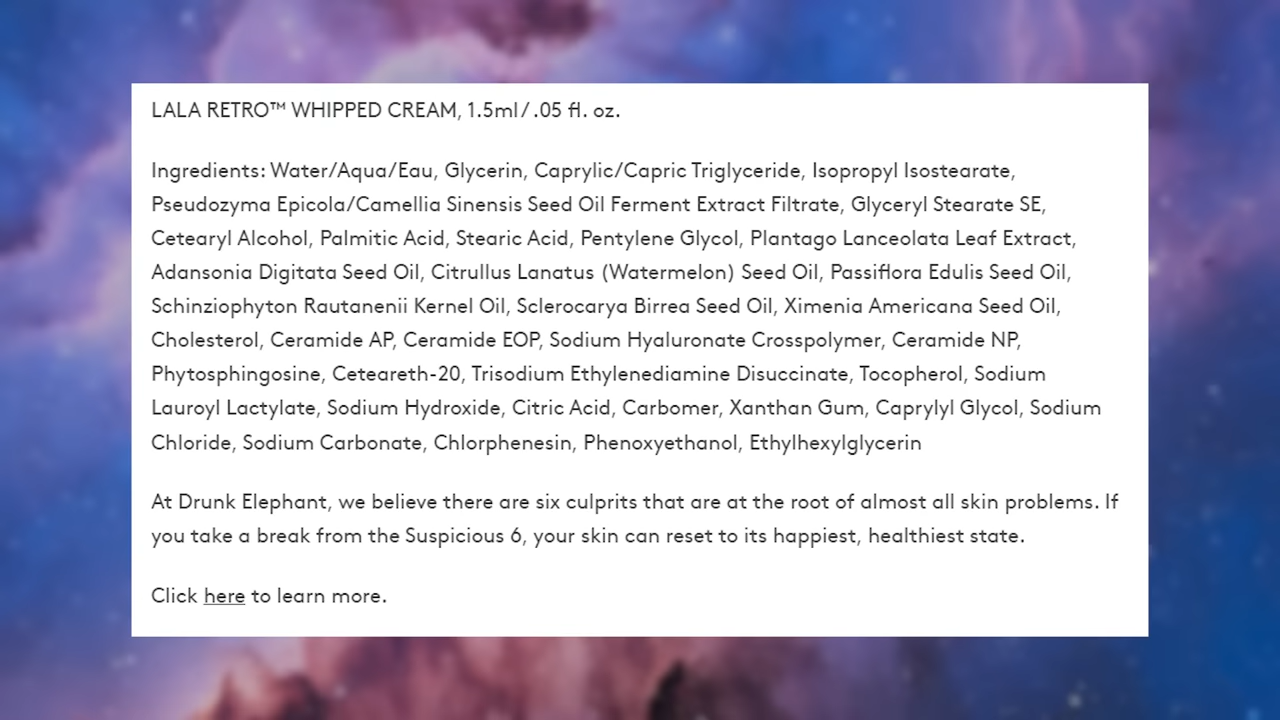 LALA RETRO™ WHIPPED CREAM, 1.5ml / .05 fl. oz.
Ingredients: Water/Aqua/Eau, Glycerin, Caprylic/Capric Triglyceride, Isopropyl Isostearate,
Pseudozyma Epicola/Camellia Sinensis Seed Oil Ferment Extract Filtrate, Glyceryl Stearate SE,
Cetearyl Alcohol, Palmitic Acid, Stearic Acid, Pentylene Glycol, Plantago Lanceolata Leaf Extract,
Adansonia Digitata Seed Oil, Citrullus Lanatus (Watermelon) Seed Oil, Passiflora Edulis Seed Oil,
Schinziophyton Rautanenii Kernel Oil, Sclerocarya Birrea Seed Oil, Ximenia Americana Seed Oil,
Cholesterol, Ceramide AP, Ceramide EOP, Sodium Hyaluronate Crosspolymer, Ceramide NP,
Phytosphingosine, Ceteareth-20, Trisodium Ethylenediamine Disuccinate, Tocopherol, Sodium
Lauroyl Lactylate, Sodium Hydroxide, Citric Acid, Carbomer, Xanthan Gum, Caprylyl Glycol, Sodium
Chloride, Sodium Carbonate, Chlorphenesin, Phenoxyethanol, Ethylhexylglycerin
At Drunk Elephant, we believe there are six culprits that are at the root of almost all skin problems. If
you take a break from the Suspicious 6, your skin can reset to its happiest, healthiest state.
Click here to learn more.